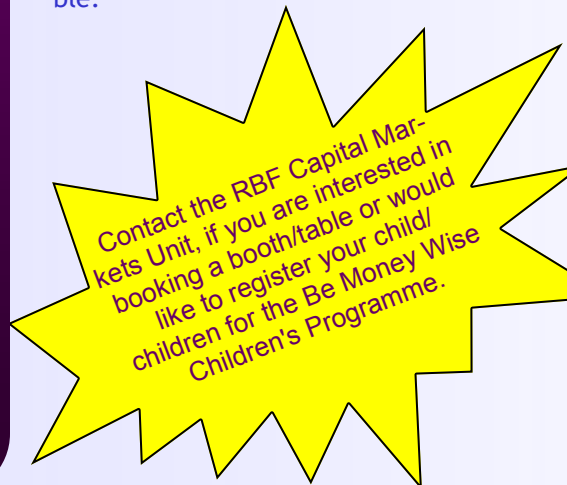 ble.
Contact the RBF Capital Mar-
kets Unit, if you are interested in
booking a booth/table or would
like to register your child/
children for the Be Money Wise
Children's Programme.